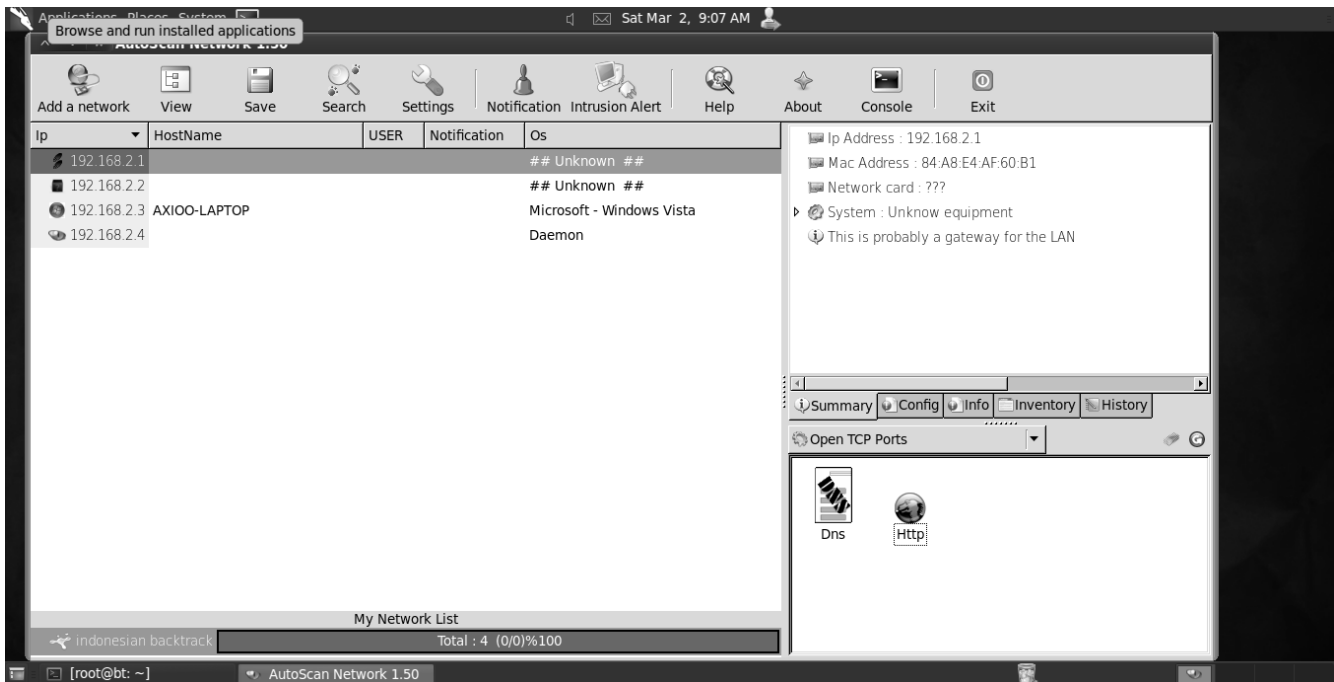 Applications Places System
Sat Mar 2, 9:07 AM
Browse and run installed applications
AutoScan Network 1.50
Add a network
View
Save
Search
Settings
Notification
Intrusion Alert
Help
About
Console
Exit
Ip HostName USER Notification Os
192.168.2.1 ## Unknown ##
192.168.2.2 ## Unknown ##
192.168.2.3 AXIOO-LAPTOP Microsoft - Windows Vista
192.168.2.4 Daemon
Ip Address : 192.168.2.1
Mac Address : 84:A8:E4:AF:60:B1
Network card : ???
System : Unknow equipment
This is probably a gateway for the LAN
Summary Config Info Inventory History
Open TCP Ports
Dns Http
My Network List
indonesian backtrack
Total : 4 (0/0)%100
[root@bt: ~]
AutoScan Network 1.50